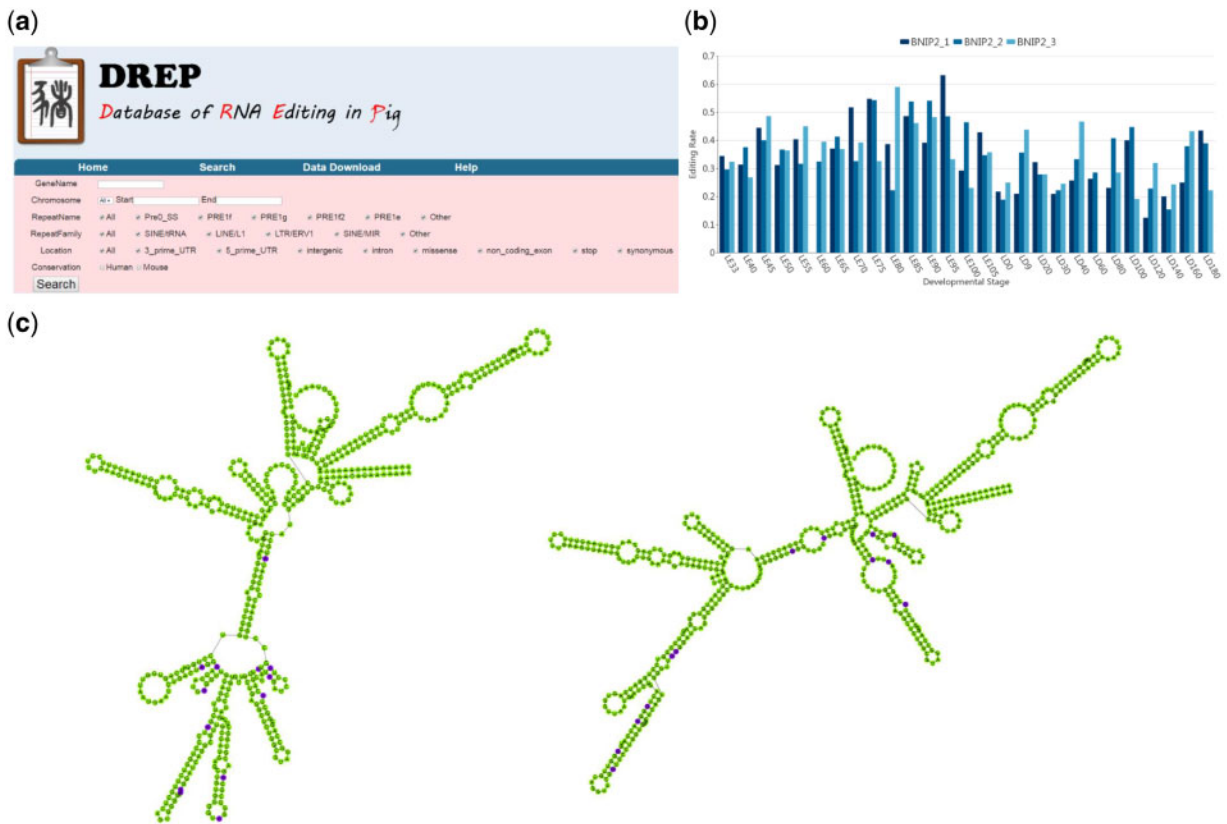 (a)
DREP
Database of RNA Editing in Pig
Home Search Data Download Help
GeneName
Chromosome All Start End
RepeatName All Pre0_SS PRE1f PRE1g PRE1f2 PRE1e Other
RepeatFamily All SINE/tRNA LINE/L1 LTR/ERV1 SINE/MIR Other
Location All 3_prime_UTR 5_prime_UTR intergenic intron missense non_coding_exon stop synonymous
Conservation Human Mouse
Search
(b)
BNIP2_1 BNIP2_2 BNIP2_3
0.7
0.6
0.5
0.4
0.3
0.2
0.1
0
Editing Rate
LE33 LE40 LE45 LE50 LE55 LE60 LE65 LE70 LE75 LE80 LE85 LE90 LE95 LE100 LE105 LD0 LD9 LD20 LD30 LD40 LD60 LD80 LD100 LD120 LD140 LD160 LD180
Developmental Stage
(c)